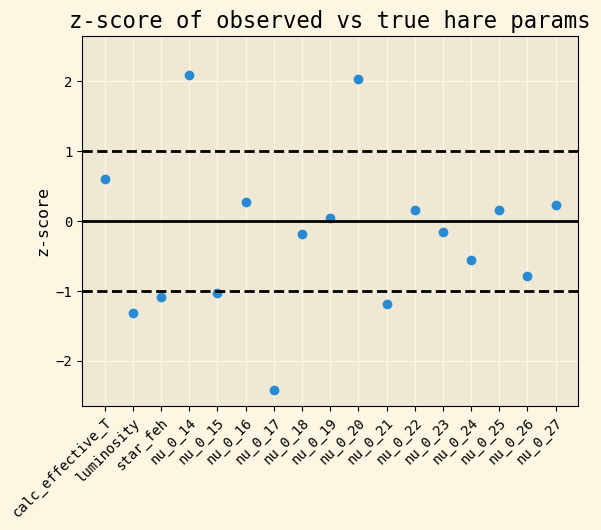 z-score of observed vs true hare params
z-score
2
1
0
−1
−2
calc_effective_T
luminosity
star_feh
nu_0_14
nu_0_15
nu_0_16
nu_0_17
nu_0_18
nu_0_19
nu_0_20
nu_0_21
nu_0_22
nu_0_23
nu_0_24
nu_0_25
nu_0_26
nu_0_27